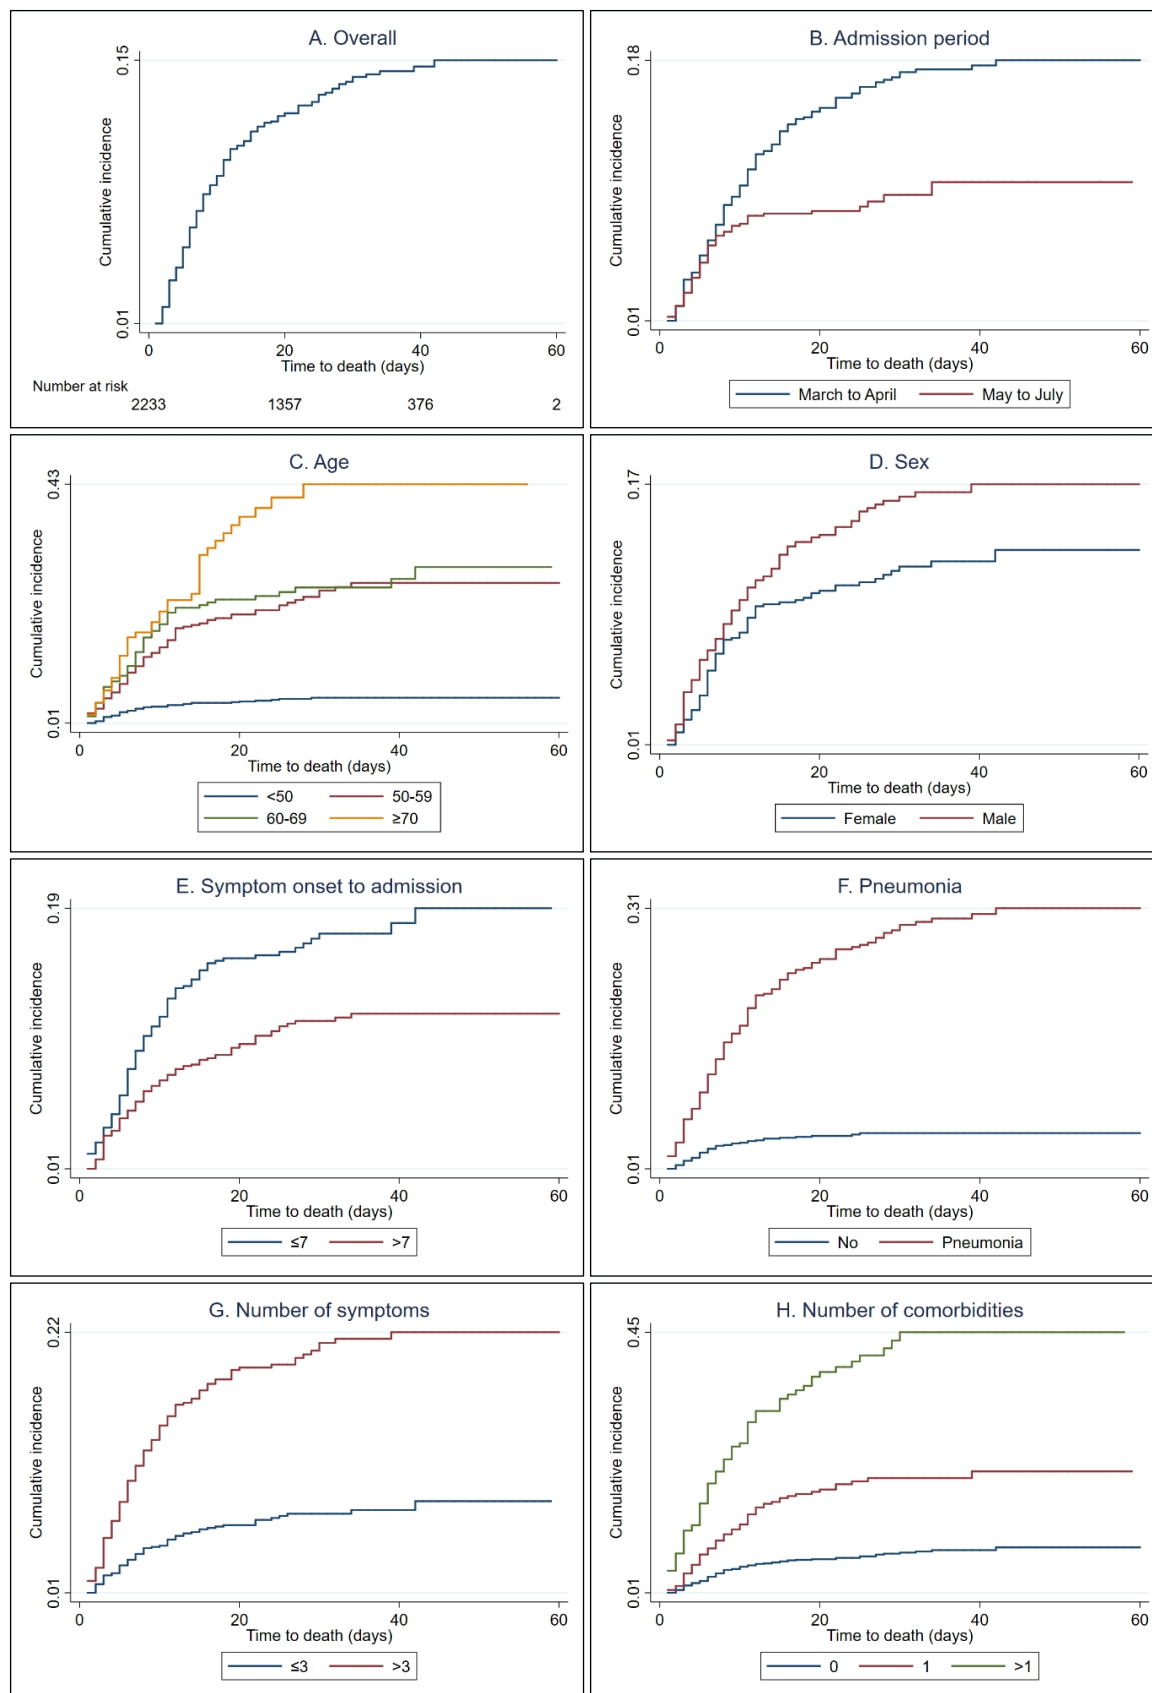 A. Overall
0.15
Cumulative incidence
0.01
0 20 40 60
Time to death (days)
Number at risk
2233 1357 376 2
B. Admission period
0.18
Cumulative incidence
0.01
0 20 40 60
Time to death (days)
March to April May to July
C. Age
0.43
Cumulative incidence
0.01
0 20 40 60
Time to death (days)
<50 50-59
60-69 ≥70
D. Sex
0.17
Cumulative incidence
0.01
0 20 40 60
Time to death (days)
Female Male
E. Symptom onset to admission
0.19
Cumulative incidence
0.01
0 20 40 60
Time to death (days)
≤7 >7
F. Pneumonia
0.31
Cumulative incidence
0.01
0 20 40 60
Time to death (days)
No Pneumonia
G. Number of symptoms
0.22
Cumulative incidence
0.01
0 20 40 60
Time to death (days)
≤3 >3
H. Number of comorbidities
0.45
Cumulative incidence
0.01
0 20 40 60
Time to death (days)
0 1 >1